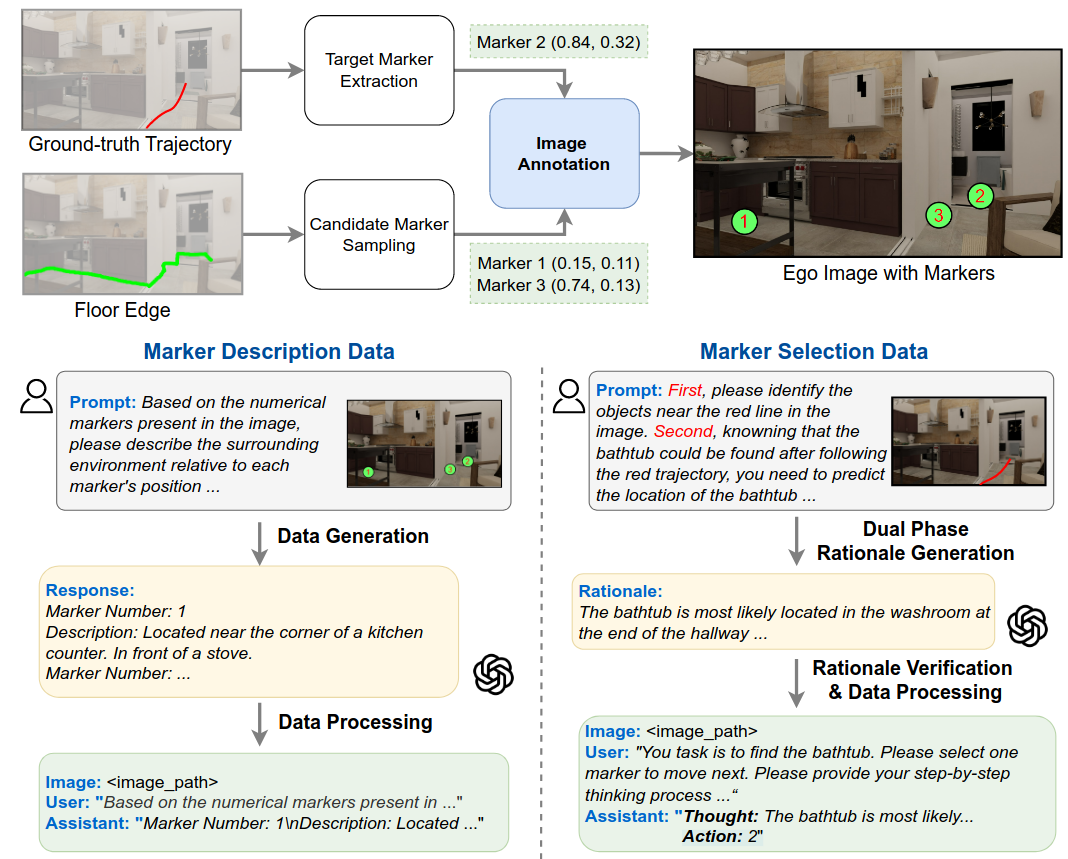 Ground-truth Trajectory
Target Marker
Extraction
Marker 2 (0.84, 0.32)
Floor Edge
Candidate Marker
Sampling
Marker 1 (0.15, 0.11)
Marker 3 (0.74, 0.13)
Image
Annotation
1
2
3
Ego Image with Markers
Marker Description Data
Prompt: Based on the numerical
markers present in the image,
please describe the surrounding
environment relative to each
marker's position ...
1
3
2
Data Generation
Response:
Marker Number: 1
Description: Located near the corner of a kitchen
counter. In front of a stove.
Marker Number: ...
Data Processing
Image: <image_path>
User: "Based on the numerical markers present in ..."
Assistant: "Marker Number: 1\nDescription: Located ..."
Marker Selection Data
Prompt: First, please identify the
objects near the red line in the
image. Second, knowning that the
bathtub could be found after following
the red trajectory, you need to predict
the location of the bathtub ...
Dual Phase
Rationale Generation
Rationale:
The bathtub is most likely located in the washroom at
the end of the hallway ...
Rationale Verification
& Data Processing
Image: <image_path>
User: "You task is to find the bathtub. Please select one
marker to move next. Please provide your step-by-step
thinking process ...“
Assistant: "Thought: The bathtub is most likely...
Action: 2"